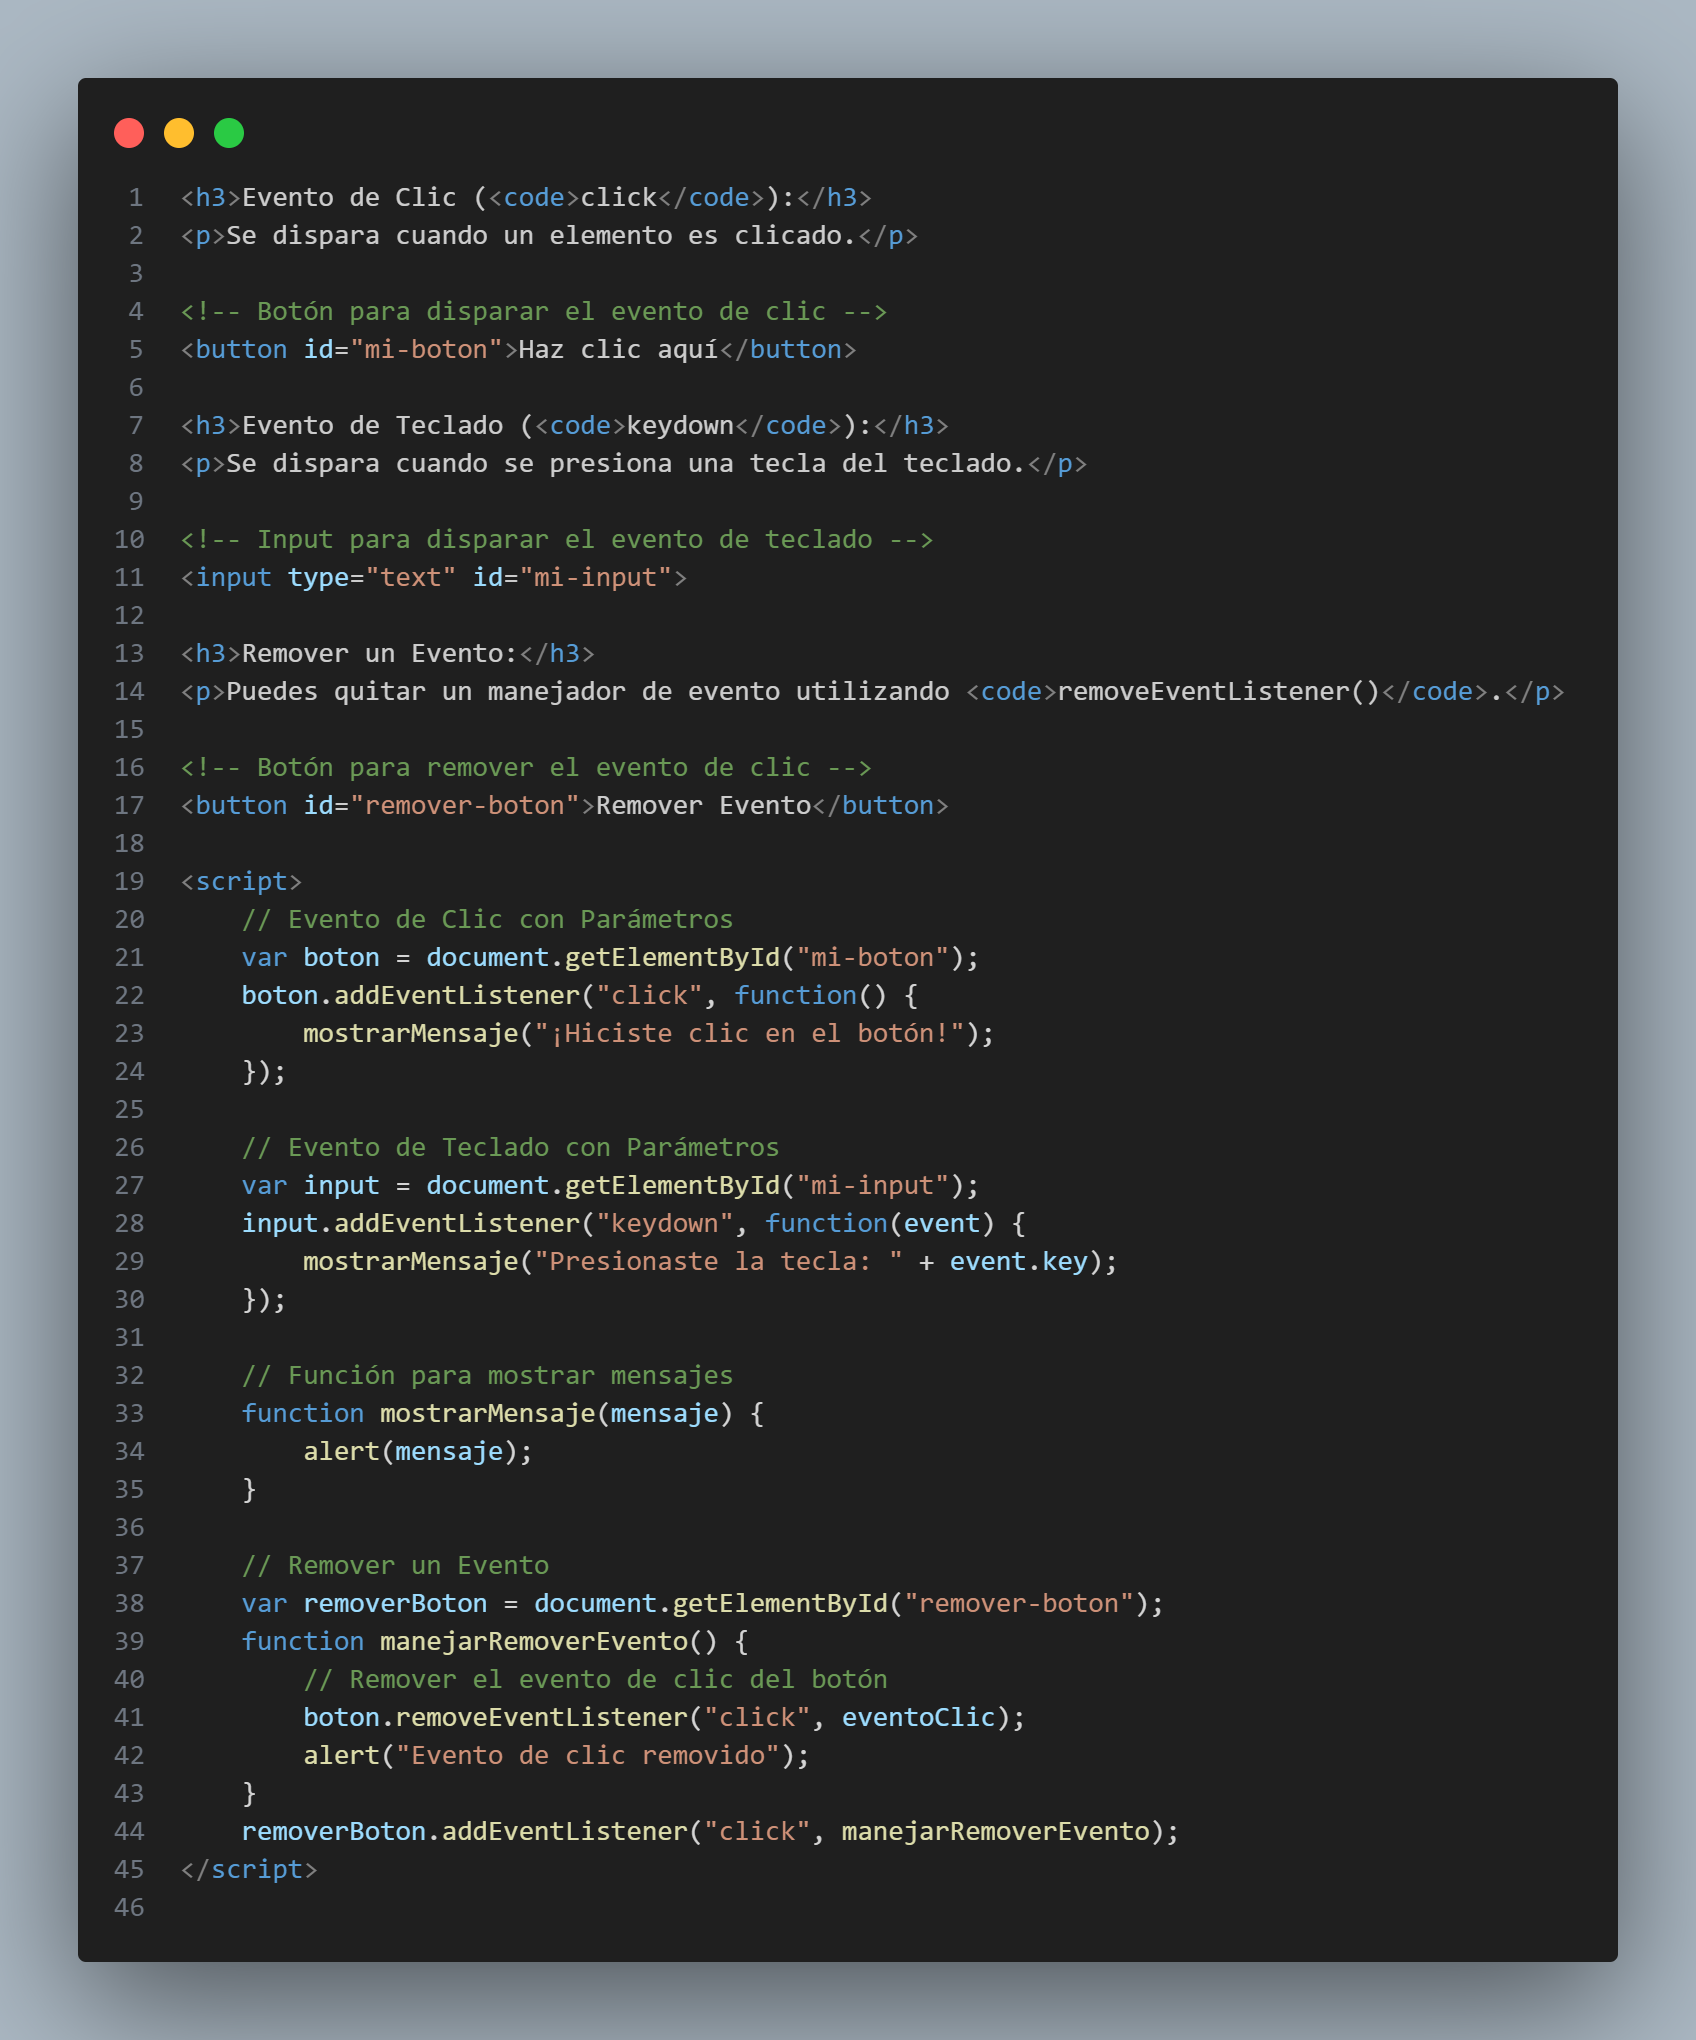 1 <h3>Evento de Clic (<code>click</code>):</h3>
2 <p>Se dispara cuando un elemento es clicado.</p>
3
4 <!-- Botón para disparar el evento de clic -->
5 <button id="mi-boton">Haz clic aquí</button>
6
7 <h3>Evento de Teclado (<code>keydown</code>):</h3>
8 <p>Se dispara cuando se presiona una tecla del teclado.</p>
9
10 <!-- Input para disparar el evento de teclado -->
11 <input type="text" id="mi-input">
12
13 <h3>Remover un Evento:</h3>
14 <p>Puedes quitar un manejador de evento utilizando <code>removeEventListener()</code>.</p>
15
16 <!-- Botón para remover el evento de clic -->
17 <button id="remover-boton">Remover Evento</button>
18
19 <script>
20     // Evento de Clic con Parámetros
21     var boton = document.getElementById("mi-boton");
22     boton.addEventListener("click", function() {
23         mostrarMensaje("¡Hiciste clic en el botón!");
24     });
25
26     // Evento de Teclado con Parámetros
27     var input = document.getElementById("mi-input");
28     input.addEventListener("keydown", function(event) {
29         mostrarMensaje("Presionaste la tecla: " + event.key);
30     });
31
32     // Función para mostrar mensajes
33     function mostrarMensaje(mensaje) {
34         alert(mensaje);
35     }
36
37     // Remover un Evento
38     var removerBoton = document.getElementById("remover-boton");
39     function manejarRemoverEvento() {
40         // Remover el evento de clic del botón
41         boton.removeEventListener("click", eventoClic);
42         alert("Evento de clic removido");
43     }
44     removerBoton.addEventListener("click", manejarRemoverEvento);
45 </script>
46